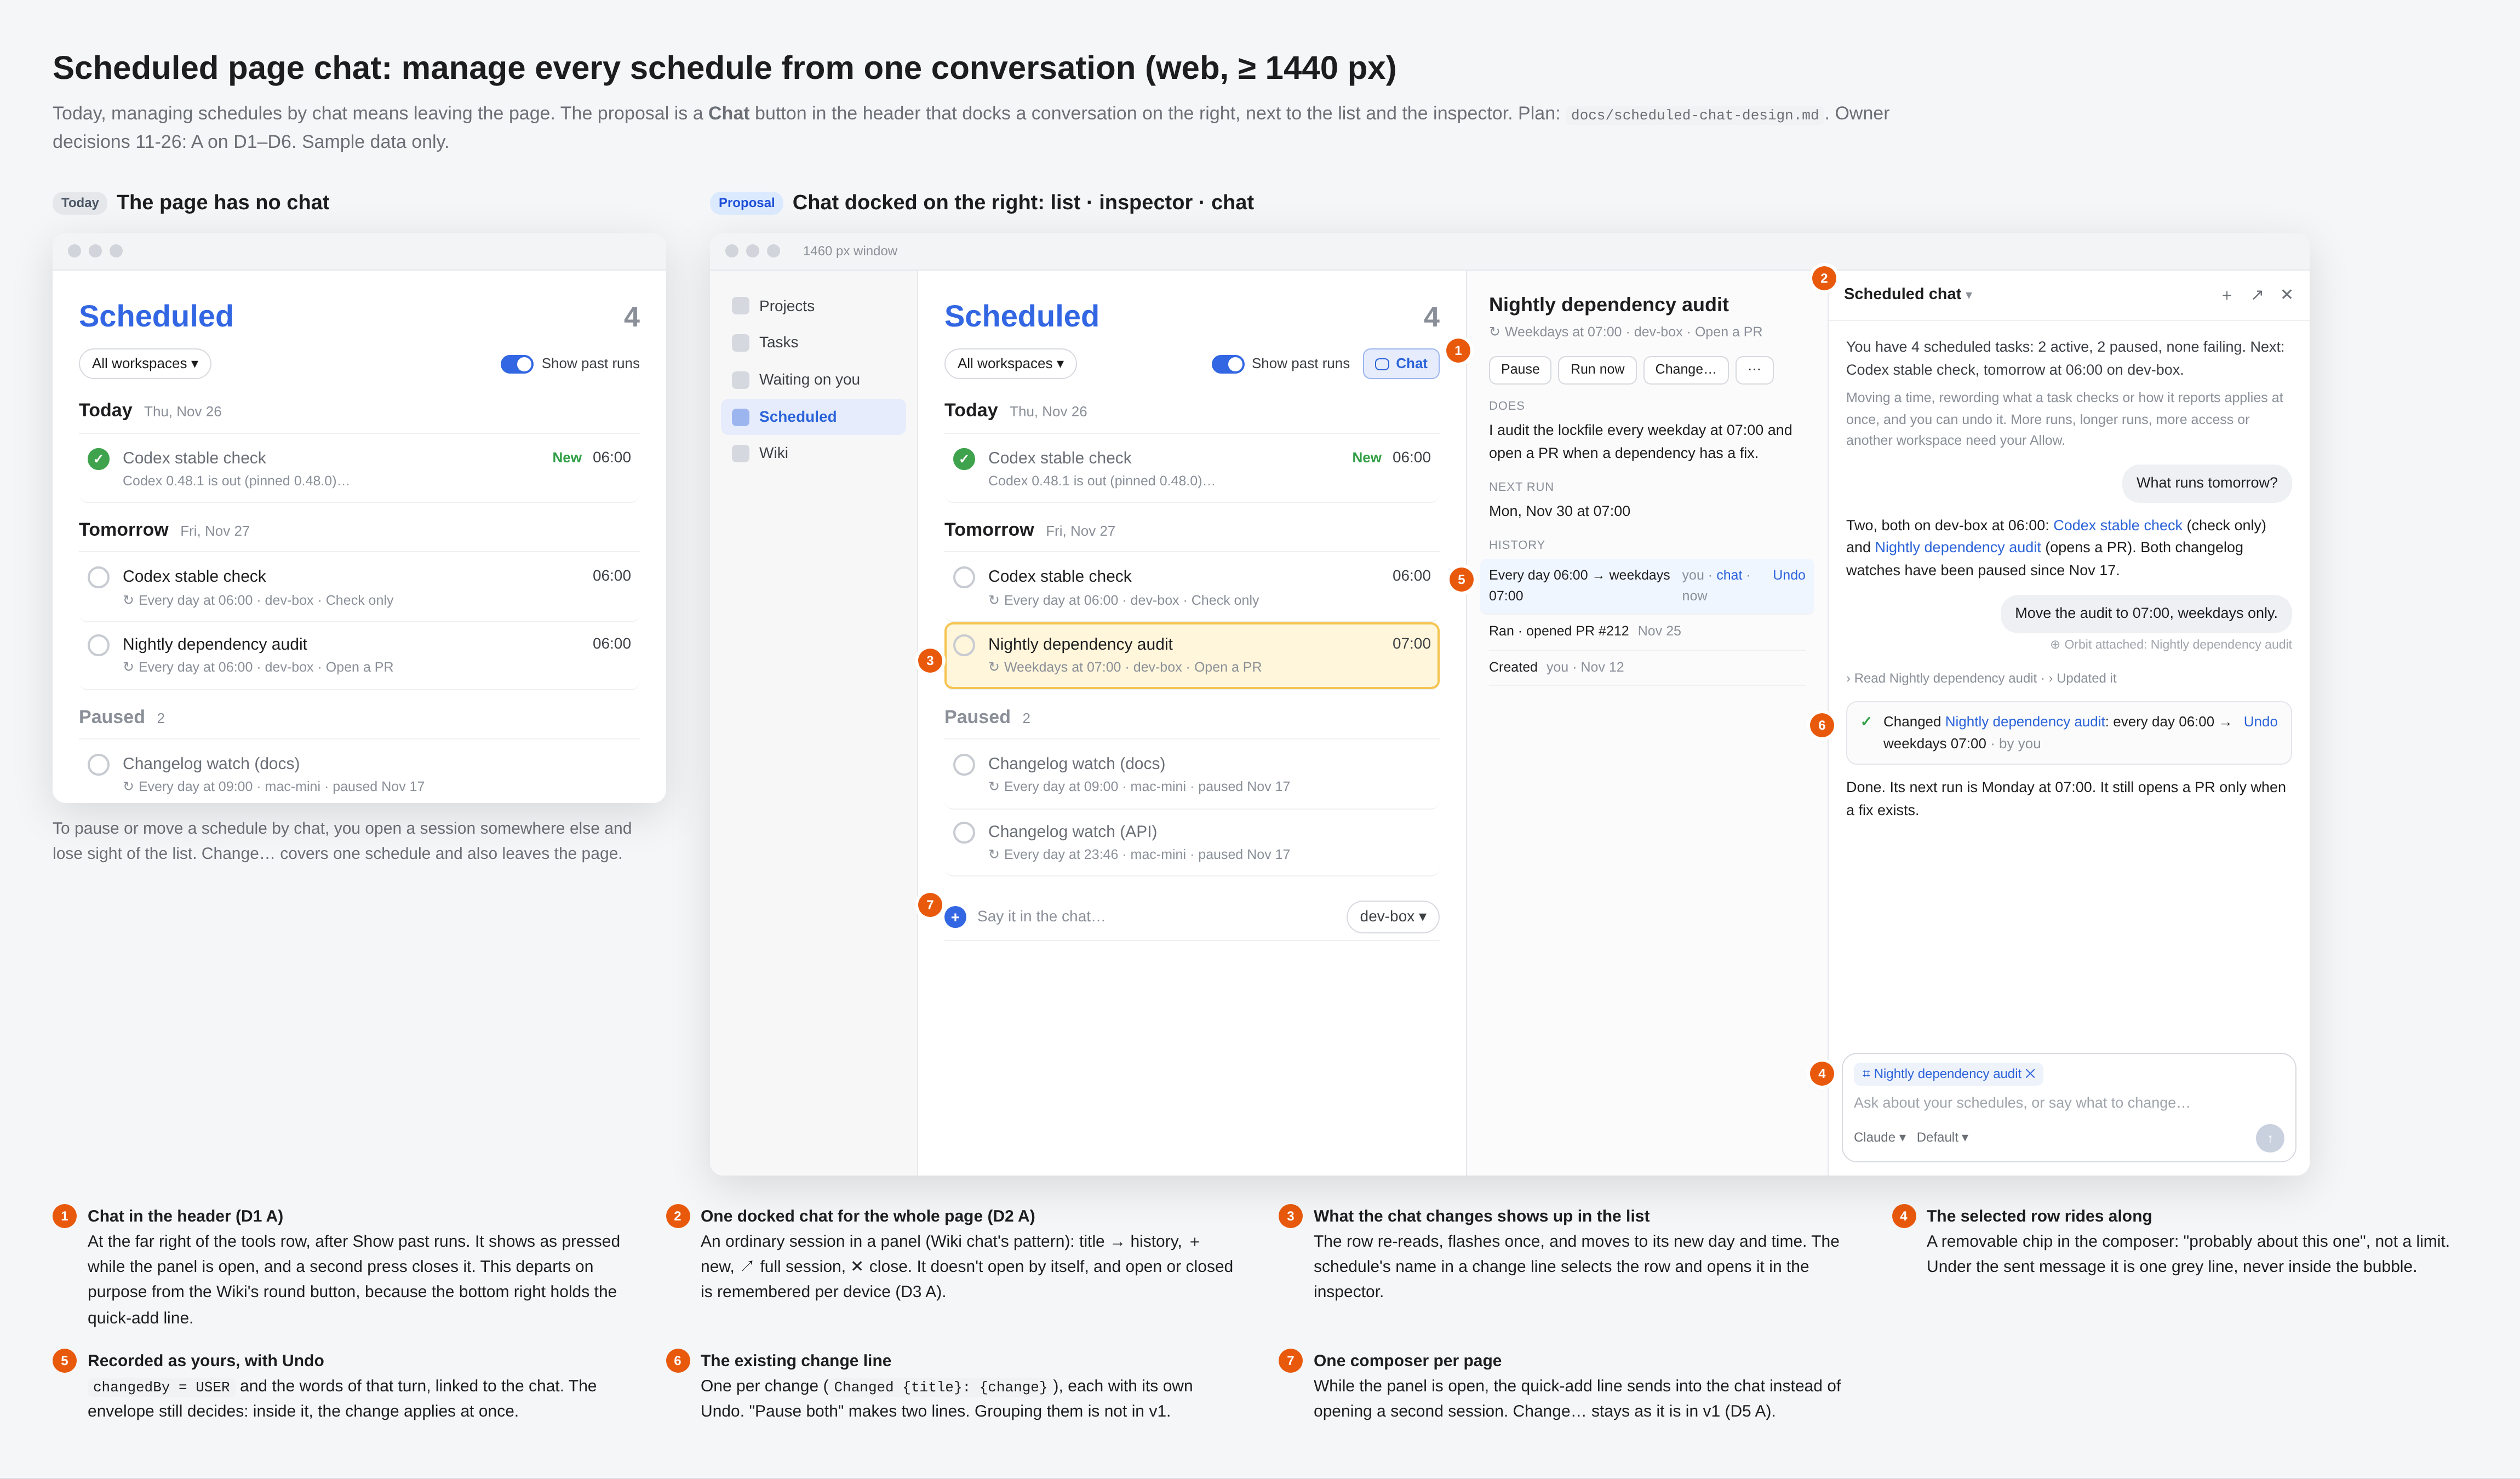 Scheduled page chat: manage every schedule from one conversation (web, ≥ 1440 px)
Today, managing schedules by chat means leaving the page. The proposal is a Chat button in the header that docks a conversation on the right, next to the list and the inspector. Plan: docs/scheduled-chat-design.md. Owner
decisions 11-26: A on D1–D6. Sample data only.
Today The page has no chat
Scheduled 4
All workspaces ▾ Show past runs
Today Thu, Nov 26
✓ Codex stable check New 06:00
Codex 0.48.1 is out (pinned 0.48.0)…
Tomorrow Fri, Nov 27
Codex stable check 06:00
↻ Every day at 06:00 · dev-box · Check only
Nightly dependency audit 06:00
↻ Every day at 06:00 · dev-box · Open a PR
Paused 2
Changelog watch (docs)
↻ Every day at 09:00 · mac-mini · paused Nov 17
To pause or move a schedule by chat, you open a session somewhere else and
lose sight of the list. Change… covers one schedule and also leaves the page.
Proposal Chat docked on the right: list · inspector · chat
1460 px window
Projects
Tasks
Waiting on you
Scheduled
Wiki
Scheduled 4
All workspaces ▾ Show past runs Chat 1
Today Thu, Nov 26
✓ Codex stable check New 06:00
Codex 0.48.1 is out (pinned 0.48.0)…
Tomorrow Fri, Nov 27
Codex stable check 06:00
↻ Every day at 06:00 · dev-box · Check only
3 Nightly dependency audit 07:00
↻ Weekdays at 07:00 · dev-box · Open a PR
Paused 2
Changelog watch (docs)
↻ Every day at 09:00 · mac-mini · paused Nov 17
Changelog watch (API)
↻ Every day at 23:46 · mac-mini · paused Nov 17
7 + Say it in the chat… dev-box ▾
Nightly dependency audit
↻ Weekdays at 07:00 · dev-box · Open a PR
Pause Run now Change… ⋯
DOES
I audit the lockfile every weekday at 07:00 and
open a PR when a dependency has a fix.
NEXT RUN
Mon, Nov 30 at 07:00
HISTORY
5 Every day 06:00 → weekdays you · chat · Undo
07:00 now
Ran · opened PR #212 Nov 25
Created you · Nov 12
2 Scheduled chat ▾ + ↗ ✕
You have 4 scheduled tasks: 2 active, 2 paused, none failing. Next:
Codex stable check, tomorrow at 06:00 on dev-box.
Moving a time, rewording what a task checks or how it reports applies at
once, and you can undo it. More runs, longer runs, more access or
another workspace need your Allow.
What runs tomorrow?
Two, both on dev-box at 06:00: Codex stable check (check only)
and Nightly dependency audit (opens a PR). Both changelog
watches have been paused since Nov 17.
Move the audit to 07:00, weekdays only.
⊕ Orbit attached: Nightly dependency audit
› Read Nightly dependency audit · › Updated it
6 ✓ Changed Nightly dependency audit: every day 06:00 → Undo
weekdays 07:00 · by you
Done. Its next run is Monday at 07:00. It still opens a PR only when
a fix exists.
4 ⌗ Nightly dependency audit ✕
Ask about your schedules, or say what to change…
Claude ▾ Default ▾ ↑
1 Chat in the header (D1 A)
At the far right of the tools row, after Show past runs. It shows as pressed
while the panel is open, and a second press closes it. This departs on
purpose from the Wiki's round button, because the bottom right holds the
quick-add line.
2 One docked chat for the whole page (D2 A)
An ordinary session in a panel (Wiki chat's pattern): title → history, +
new, ↗ full session, ✕ close. It doesn't open by itself, and open or closed
is remembered per device (D3 A).
3 What the chat changes shows up in the list
The row re-reads, flashes once, and moves to its new day and time. The
schedule's name in a change line selects the row and opens it in the
inspector.
4 The selected row rides along
A removable chip in the composer: "probably about this one", not a limit.
Under the sent message it is one grey line, never inside the bubble.
5 Recorded as yours, with Undo
changedBy = USER and the words of that turn, linked to the chat. The
envelope still decides: inside it, the change applies at once.
6 The existing change line
One per change ( Changed {title}: {change} ), each with its own
Undo. "Pause both" makes two lines. Grouping them is not in v1.
7 One composer per page
While the panel is open, the quick-add line sends into the chat instead of
opening a second session. Change… stays as it is in v1 (D5 A).